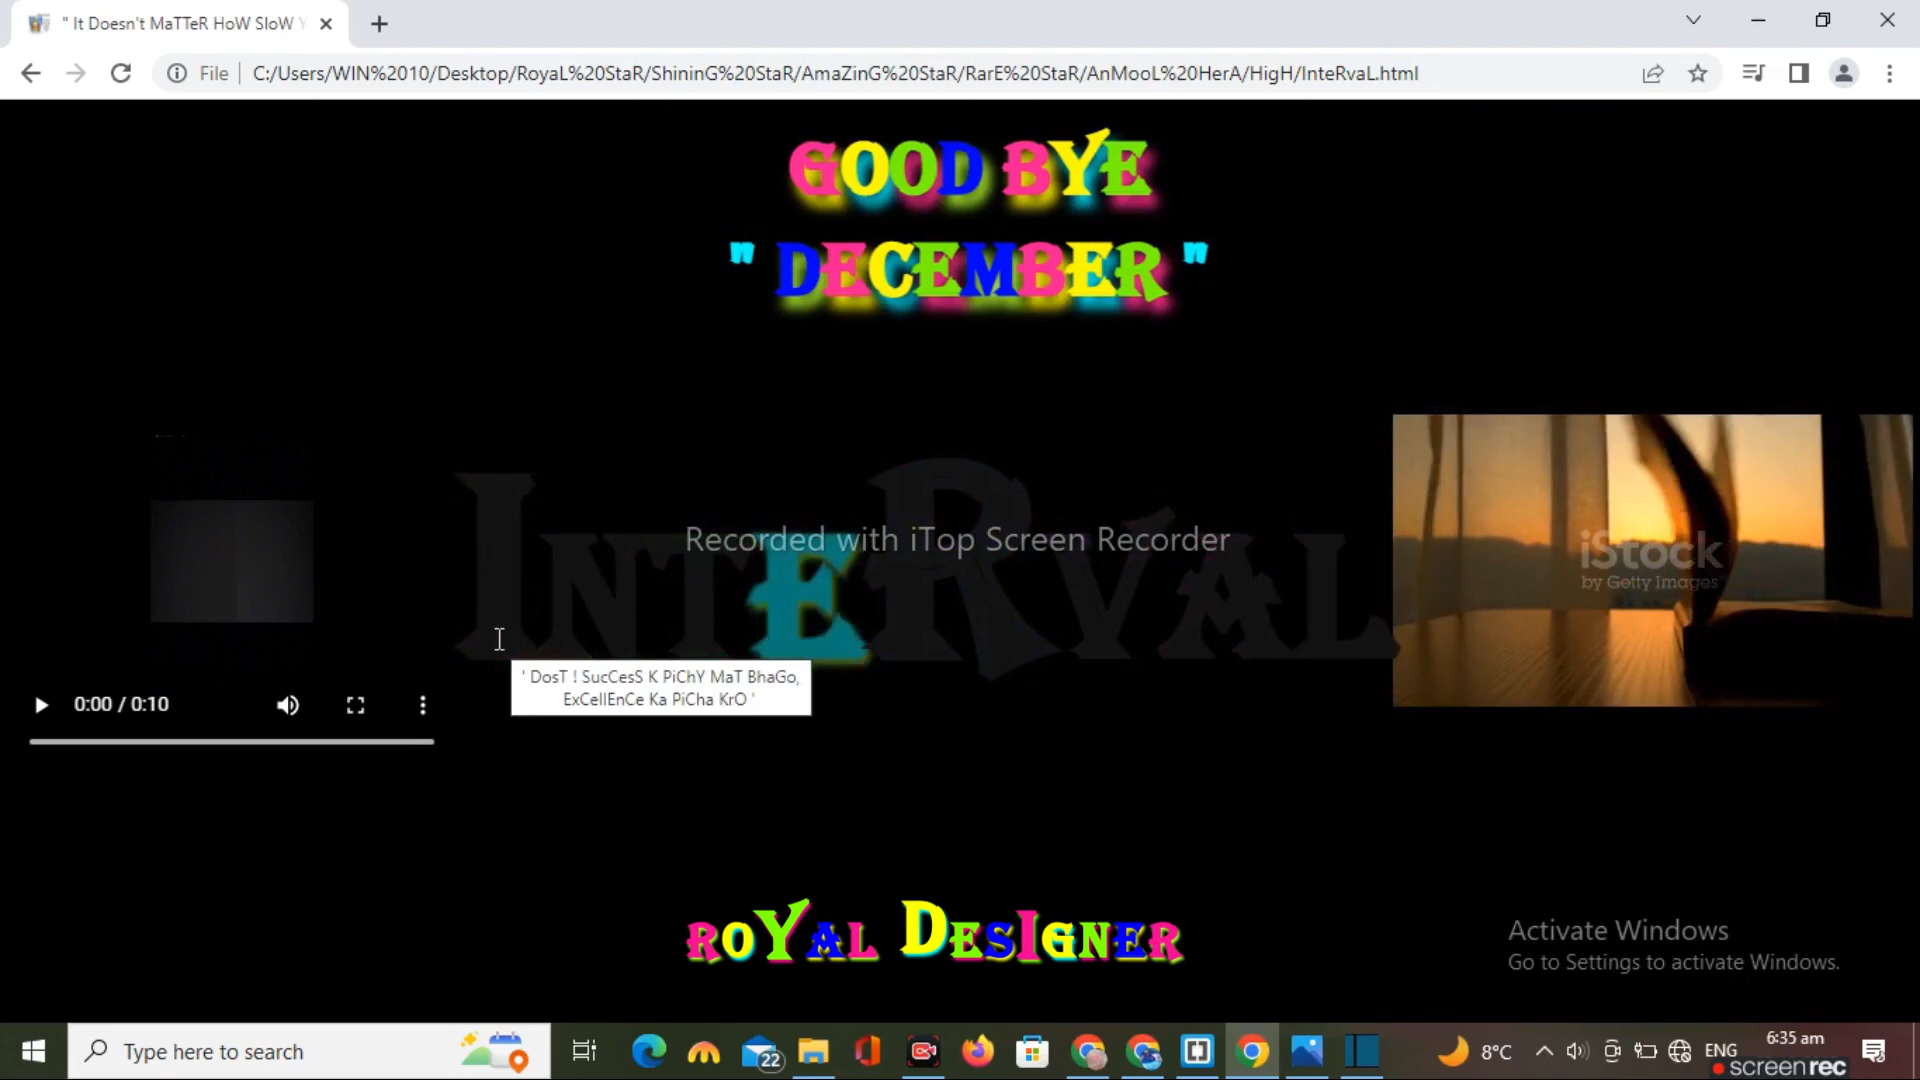 " It Doesn't MaTTeR HoW SloW Y
File
C:/Users/WIN%2010/Desktop/RoyaL%20StaR/ShininG%20StaR/AmaZinG%20StaR/RarE%20StaR/AnMooL%20HerA/HigH/InteRvaL.html
GOOD BYE
" DECEMBER "
InteRval
Recorded with iTop Screen Recorder
iStock
by Getty Images
' DosT ! SucCesS K PiChY MaT BhaGo,
ExCellEnCe Ka PiCha KrO '
0:00 / 0:10
roYal DesIgner
Activate Windows
Go to Settings to activate Windows.
Type here to search
22
8°C
ENG
6:35 am
screenrec